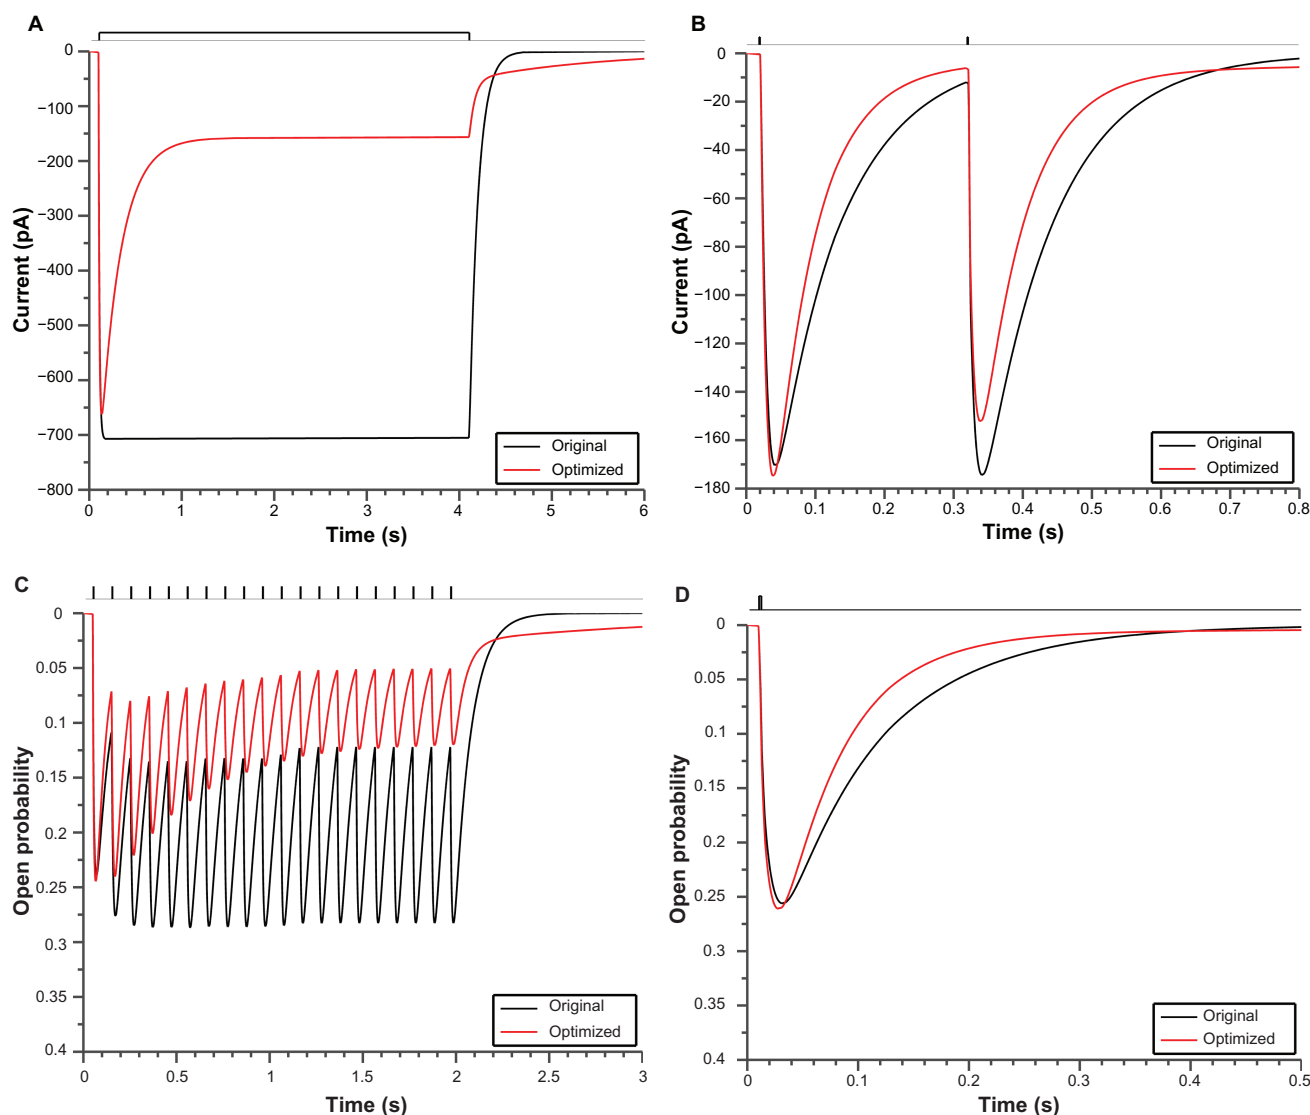 A
0
−100
−200
−300
−400
−500
−600
−700
−800
Current (pA)
0 1 2 3 4 5 6
Time (s)
Original
Optimized
B
0
−20
−40
−60
−80
−100
−120
−140
−160
−180
Current (pA)
0 0.1 0.2 0.3 0.4 0.5 0.6 0.7 0.8
Time (s)
Original
Optimized
C
0
0.05
0.1
0.15
0.2
0.25
0.3
0.35
0.4
Open probability
0 0.5 1 1.5 2 2.5 3
Time (s)
Original
Optimized
D
0
0.05
0.1
0.15
0.2
0.25
0.3
0.35
0.4
Open probability
0 0.1 0.2 0.3 0.4 0.5
Time (s)
Original
Optimized